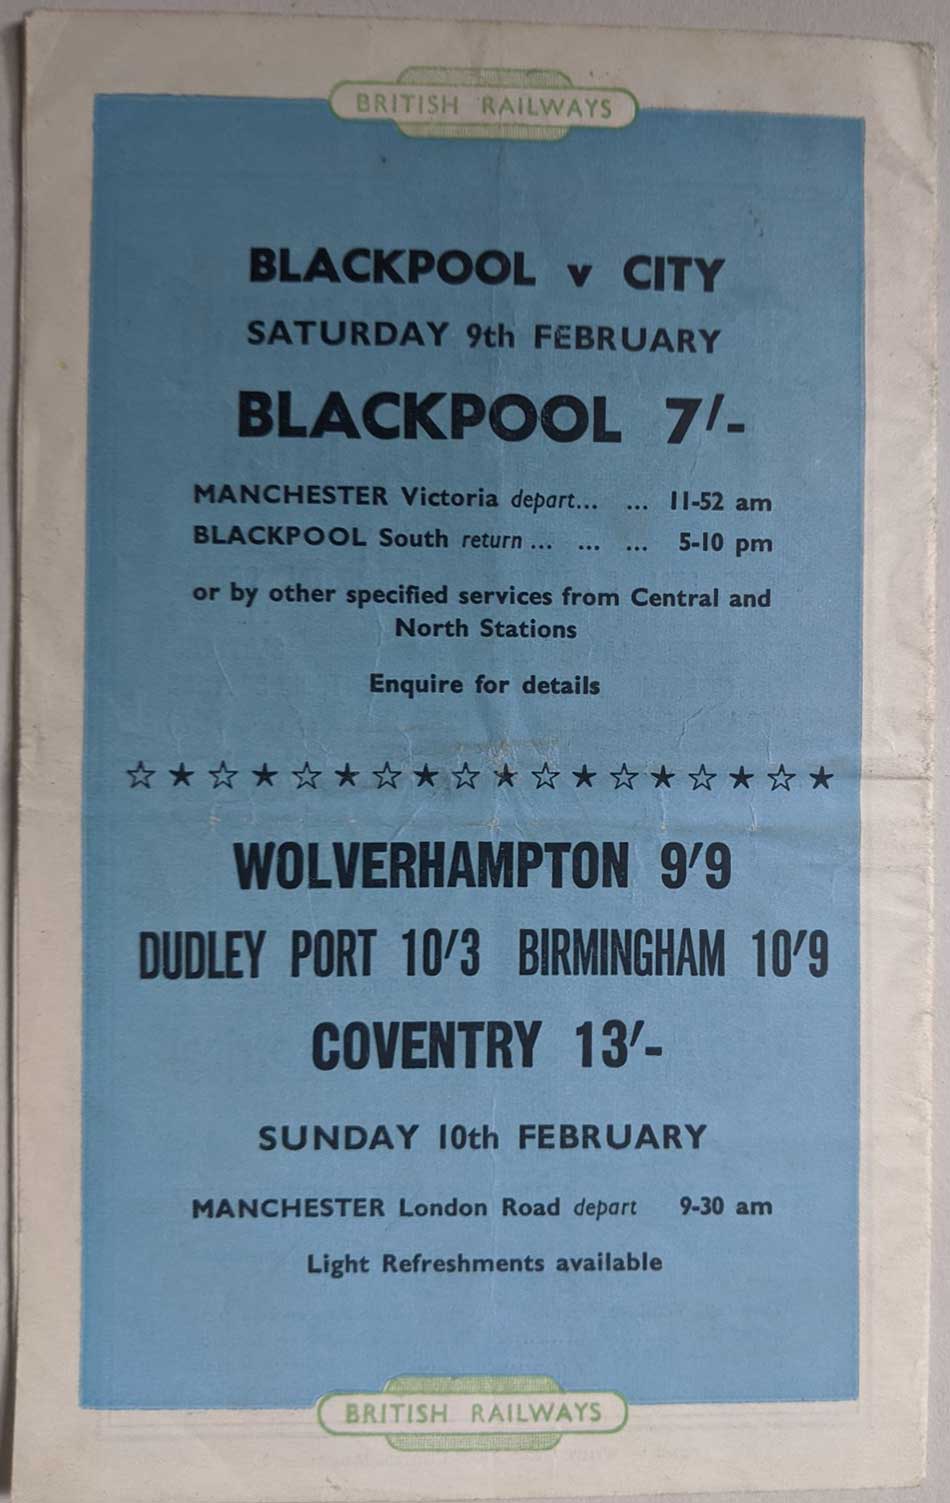 BRITISH RAILWAYS
BLACKPOOL v CITY
SATURDAY 9th FEBRUARY
BLACKPOOL 7/-
MANCHESTER Victoria depart... ... 11-52 am
BLACKPOOL South return ... ... ... 5-10 pm
or by other specified services from Central and
North Stations
Enquire for details
☆ ★ ☆ ★ ☆ ★ ☆ ★ ☆ ★ ☆ ★ ☆ ★ ☆ ★ ☆ ★
WOLVERHAMPTON 9'9
DUDLEY PORT 10/3 BIRMINGHAM 10'9
COVENTRY 13'-
SUNDAY 10th FEBRUARY
MANCHESTER London Road depart 9-30 am
Light Refreshments available
BRITISH RAILWAYS